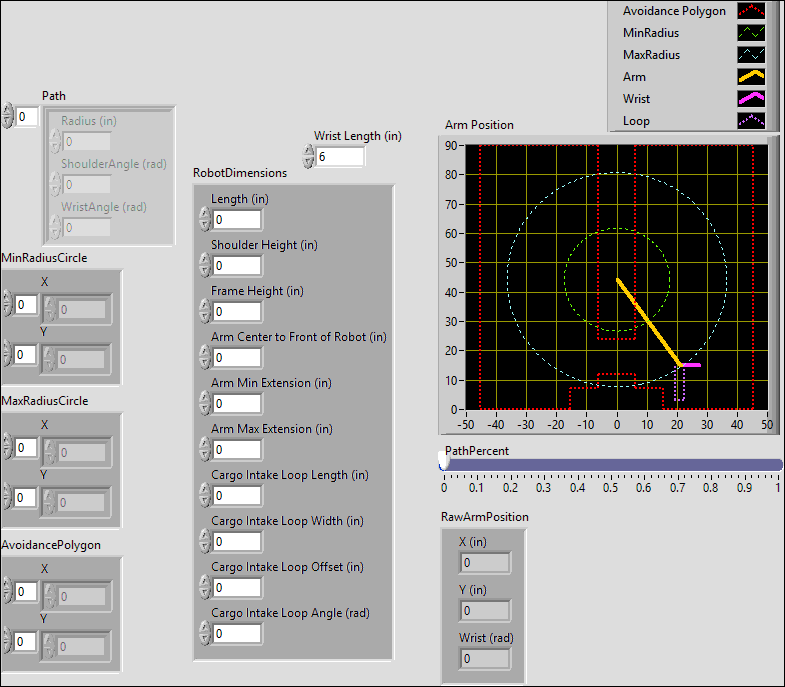 Avoidance Polygon
MinRadius
MaxRadius
Arm
Wrist
Loop
Path
0
Radius (in)
0
ShoulderAngle (rad)
0
WristAngle (rad)
0
Wrist Length (in)
6
RobotDimensions
Length (in)
0
Shoulder Height (in)
0
Frame Height (in)
0
Arm Center to Front of Robot (in)
0
Arm Min Extension (in)
0
Arm Max Extension (in)
0
Cargo Intake Loop Length (in)
0
Cargo Intake Loop Width (in)
0
Cargo Intake Loop Offset (in)
0
Cargo Intake Loop Angle (rad)
0
MinRadiusCircle
X
0 0
Y
0 0
MaxRadiusCircle
X
0 0
Y
0 0
AvoidancePolygon
X
0 0
Y
0 0
Arm Position
90
80
70
60
50
40
30
20
10
0
-50 -40 -30 -20 -10 0 10 20 30 40 50
PathPercent
0 0.1 0.2 0.3 0.4 0.5 0.6 0.7 0.8 0.9 1
RawArmPosition
X (in)
0
Y (in)
0
Wrist (rad)
0